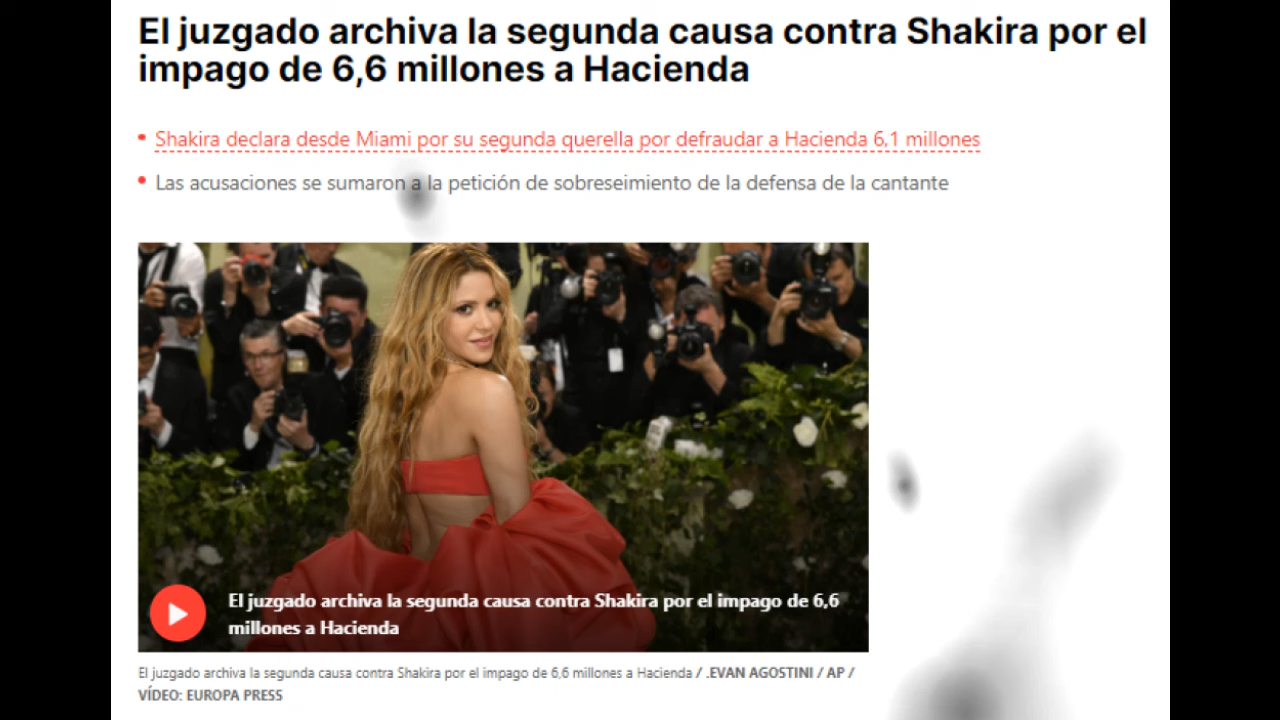 El juzgado archiva la segunda causa contra Shakira por el
impago de 6,6 millones a Hacienda
Shakira declara desde Miami por su segunda querella por defraudar a Hacienda 6,1 millones
Las acusaciones se sumaron a la petición de sobreseimiento de la defensa de la cantante
El juzgado archiva la segunda causa contra Shakira por el impago de 6,6
millones a Hacienda
El juzgado archiva la segunda causa contra Shakira por el impago de 6,6 millones a Hacienda / .EVAN AGOSTINI / AP /
VÍDEO: EUROPA PRESS